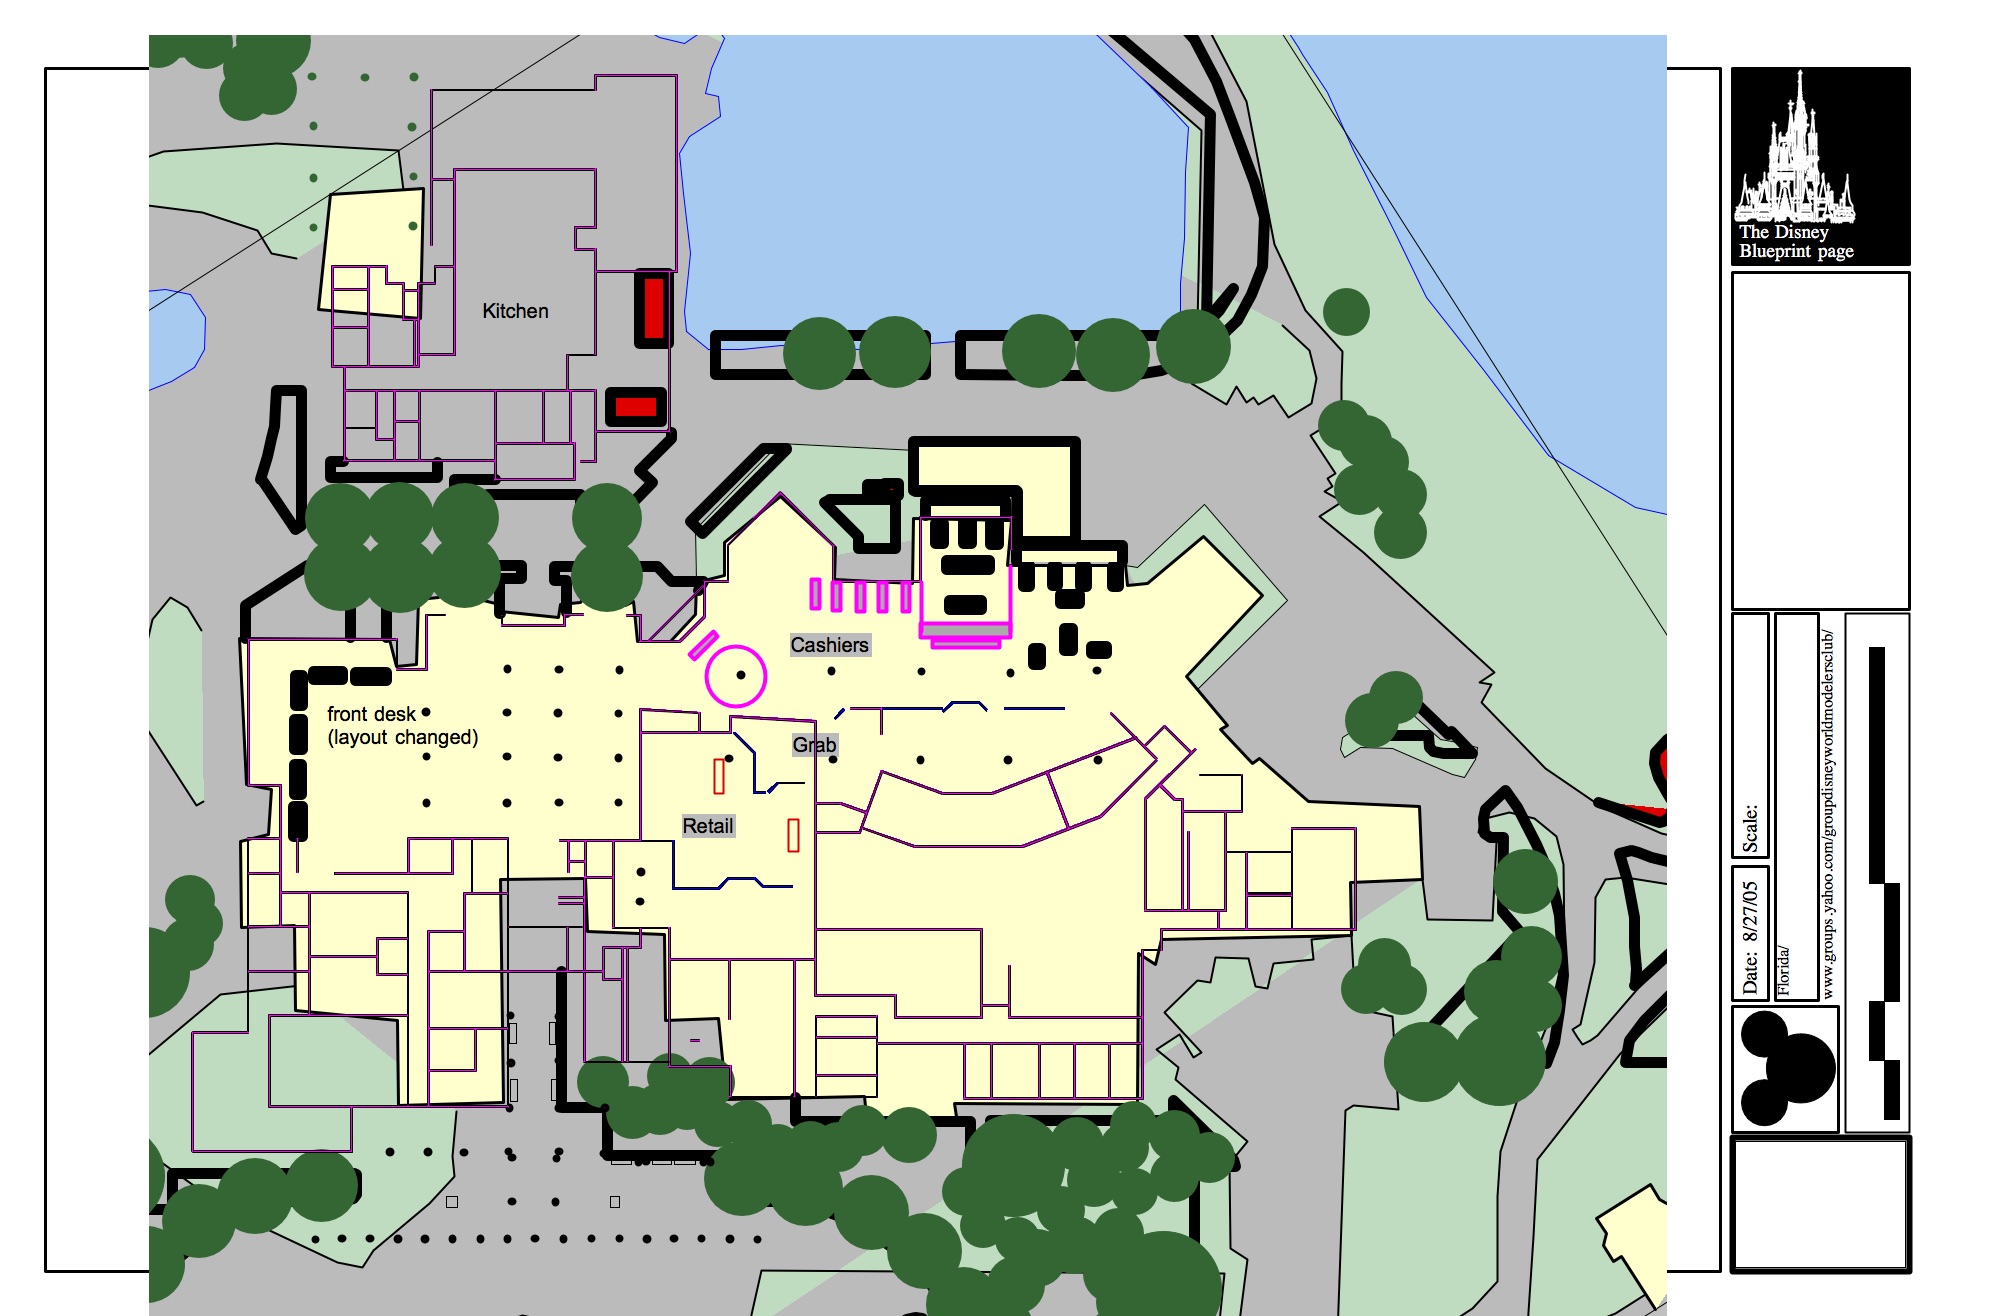 Kitchen
Cashiers
front desk
(layout changed)
Grab
Retail
The Disney
Blueprint page
Scale:
Date: 8/27/05
Florida/
www.groups.yahoo.com/groupdisneyworldmodelersclub/